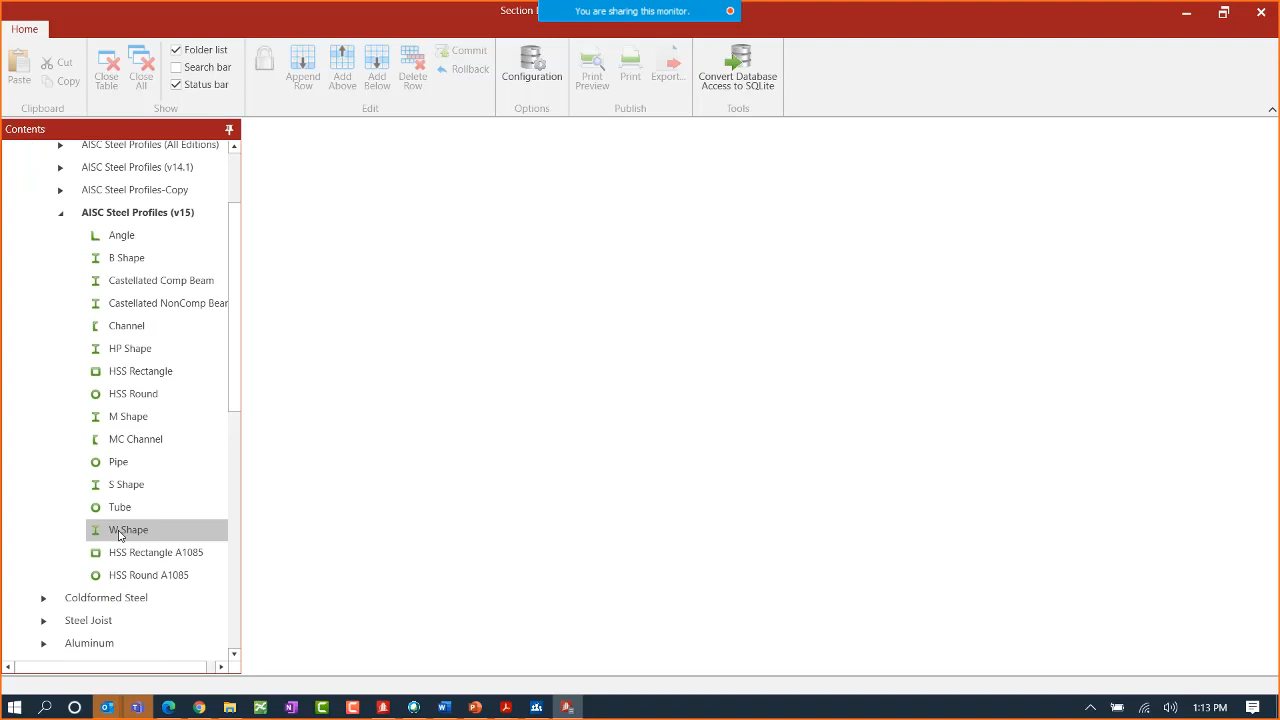 Section
You are sharing this monitor.
Home
Paste
Cut
Copy
Clipboard
Close Table
Close All
Folder list
Search bar
Status bar
Show
Append Row
Add Above
Add Below
Delete Row
Commit
Rollback
Edit
Configuration
Options
Print Preview
Print
Export...
Publish
Convert Database Access to SQLite
Tools
Contents
AISC Steel Profiles (All Editions)
AISC Steel Profiles (v14.1)
AISC Steel Profiles-Copy
AISC Steel Profiles (v15)
Angle
B Shape
Castellated Comp Beam
Castellated NonComp Bear
Channel
HP Shape
HSS Rectangle
HSS Round
M Shape
MC Channel
Pipe
S Shape
Tube
W Shape
HSS Rectangle A1085
HSS Round A1085
Coldformed Steel
Steel Joist
Aluminum
1:13 PM